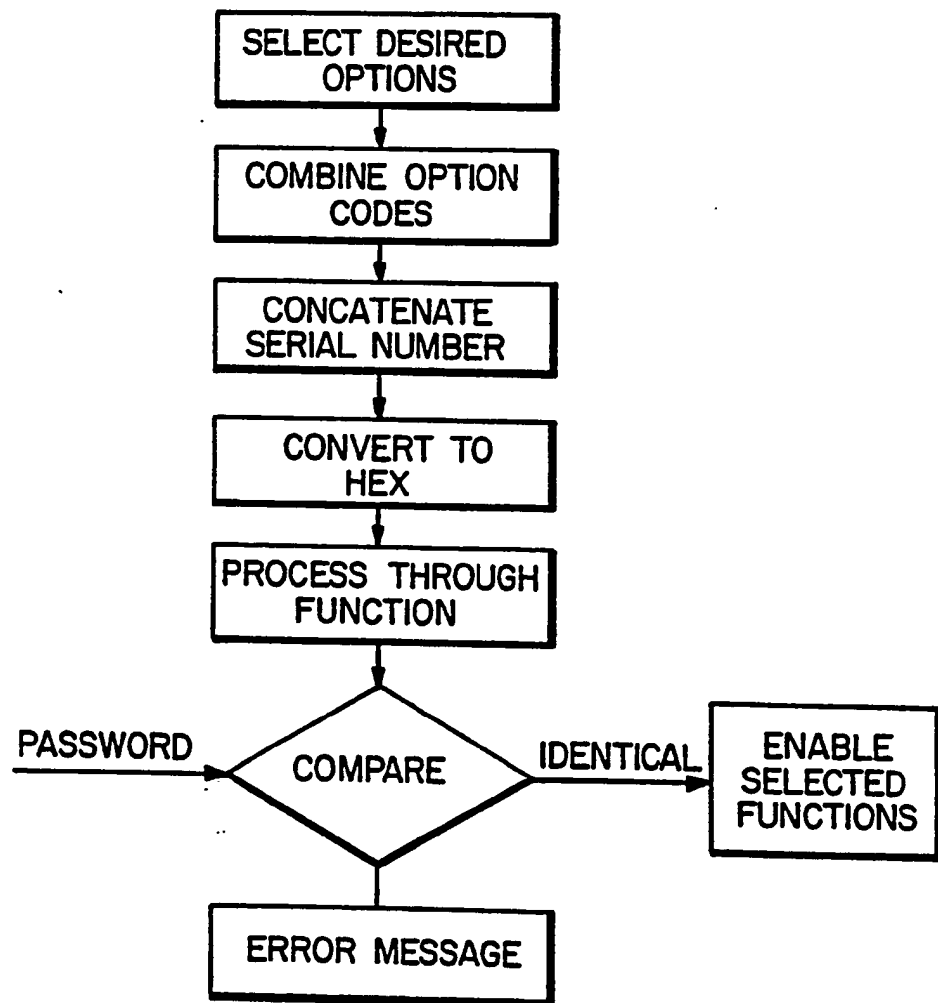 SELECT DESIRED
OPTIONS
COMBINE OPTION
CODES
CONCATENATE
SERIAL NUMBER
CONVERT TO
HEX
PROCESS THROUGH
FUNCTION
PASSWORD
COMPARE
IDENTICAL
ENABLE
SELECTED
FUNCTIONS
ERROR MESSAGE